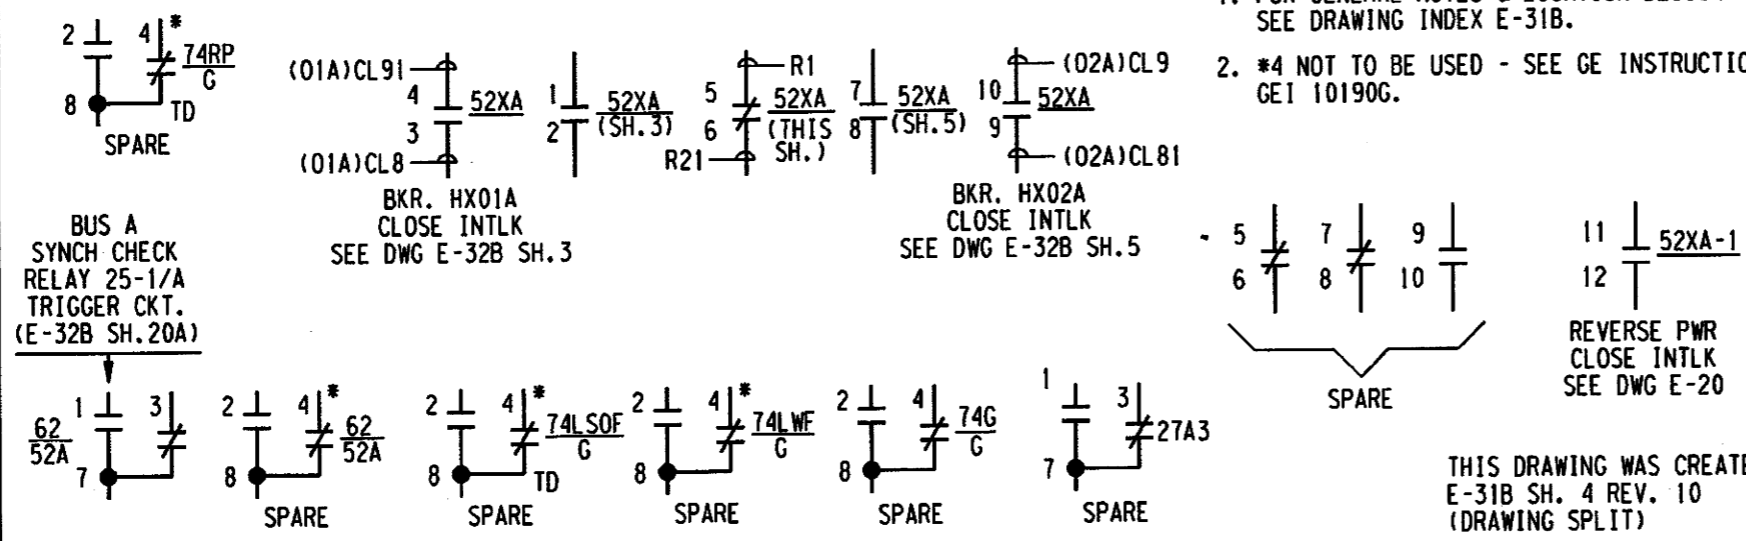 1. FOR GENERAL NOTES &
SEE DRAWING INDEX E-31B.
2. *4 NOT TO BE USED - SEE GE
GEI 10190G.
2 4 *
74RP
G
8 TD
SPARE
(01A)CL91
4 52XA
3
(01A)CL8
BKR. HX01A
CLOSE INTLK
SEE DWG E-32B SH.3
1 52XA
2 (SH.3)
R1
5 52XA
6 (THIS
SH.)
R21
7 52XA
8 (SH.5)
(02A)CL9
10 52XA
9
(02A)CL81
BKR. HX02A
CLOSE INTLK
SEE DWG E-32B SH.5
5 7 9
6 8 10
SPARE
11 52XA-1
12
REVERSE PWR
CLOSE INTLK
SEE DWG E-20
BUS A
SYNCH CHECK
RELAY 25-1/A
TRIGGER CKT.
(E-32B SH.20A)
1 3
62
52A
7
2 4 *
62
52A
8
SPARE
2 4 *
74LSOF
G
8 TD
SPARE
2 4 *
74LWF
G
8
SPARE
2 4
74G
G
8
SPARE
1 3
27A3
7
SPARE
THIS DRAWING WAS
E-31B SH. 4 REV. 10
(DRAWING SPLIT)